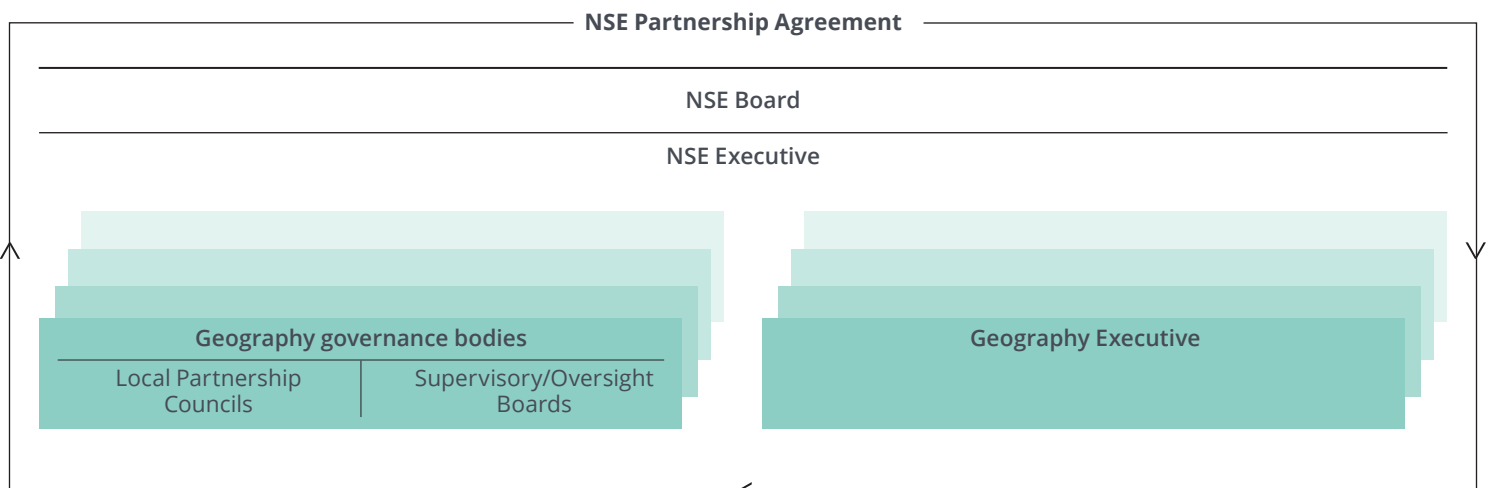 NSE Partnership Agreement
NSE Board
NSE Executive
Geography governance bodies
Local Partnership
Councils
Supervisory/Oversight
Boards
Geography Executive